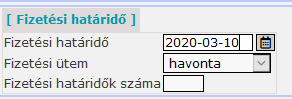 [ Fizetési határidő ]
Fizetési határidő 2020-03-10
Fizetési ütem havonta
Fizetési határidők száma